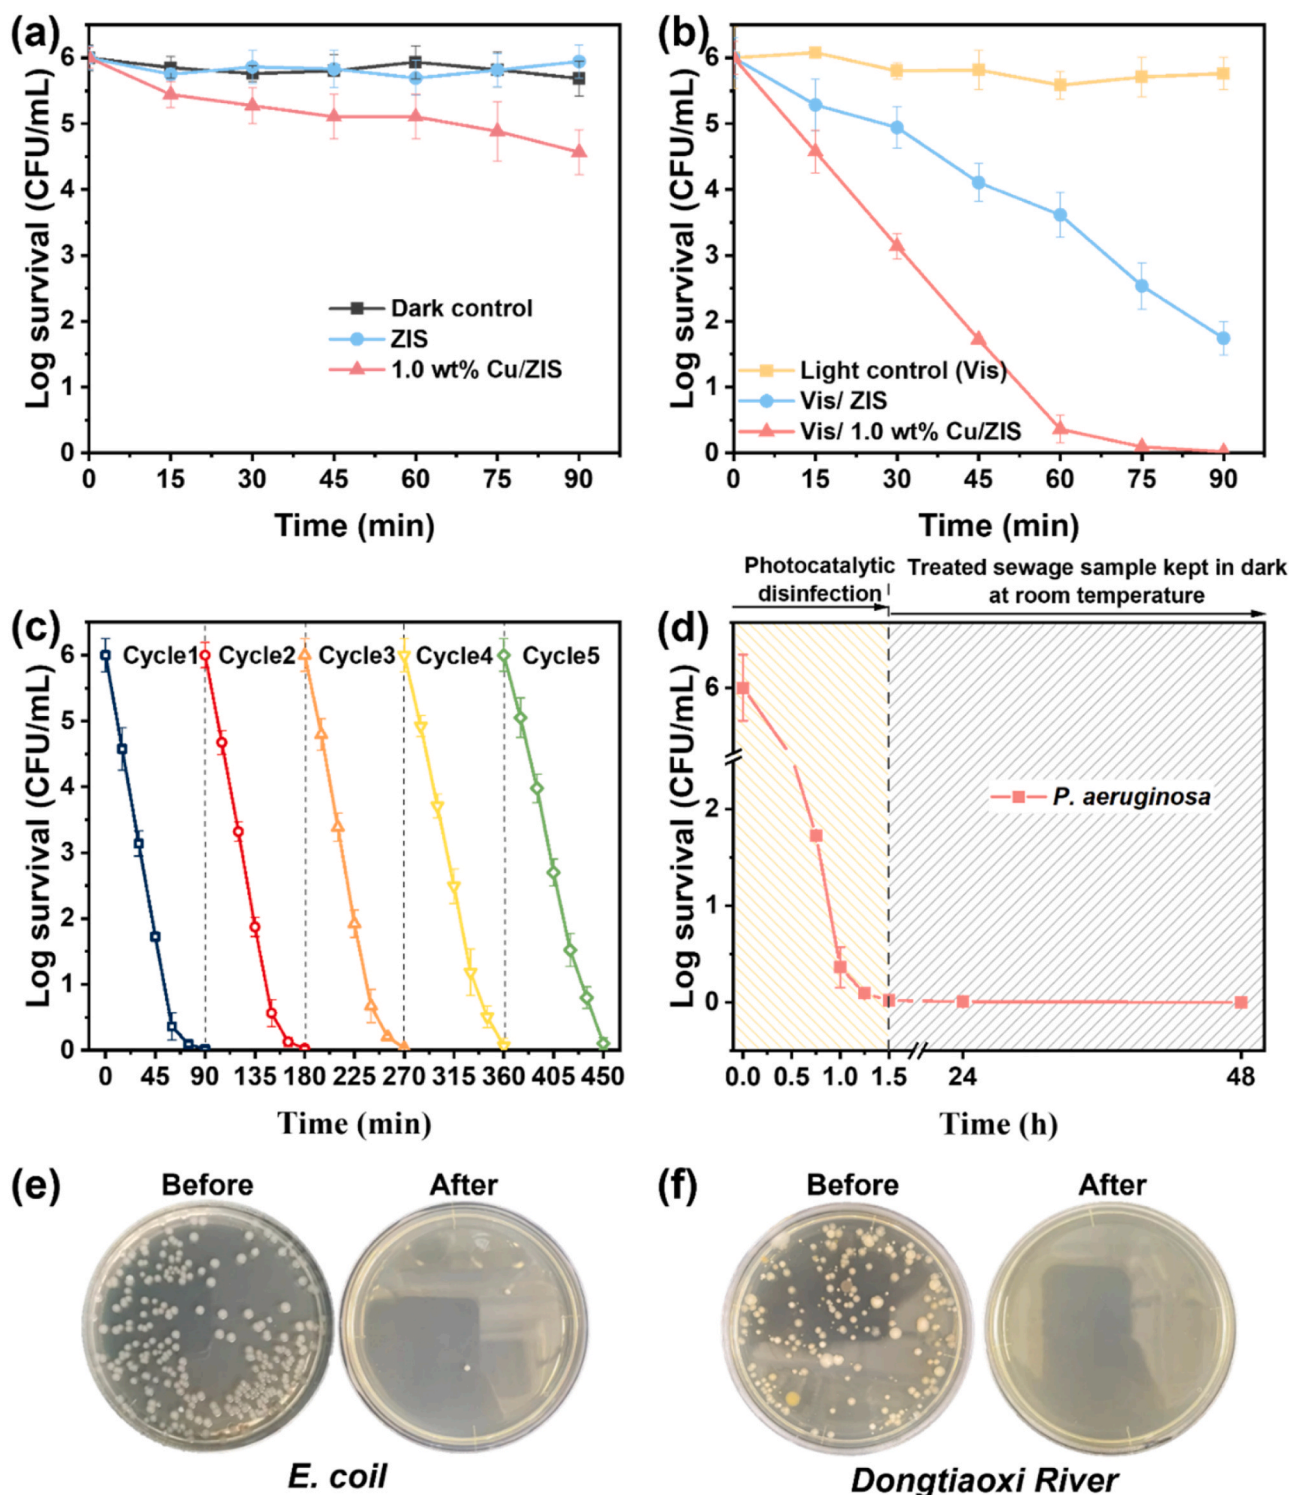 (a)
Log survival (CFU/mL)
6
5
4
3
2
1
0
Dark control
ZIS
1.0 wt% Cu/ZIS
0 15 30 45 60 75 90
Time (min)
(b)
Log survival (CFU/mL)
6
5
4
3
2
1
0
Light control (Vis)
Vis/ ZIS
Vis/ 1.0 wt% Cu/ZIS
0 15 30 45 60 75 90
Time (min)
(c)
Log survival (CFU/mL)
6
5
4
3
2
1
0
Cycle1 Cycle2 Cycle3 Cycle4 Cycle5
0 45 90 135 180 225 270 315 360 405 450
Time (min)
Photocatalytic
disinfection
Treated sewage sample kept in dark
at room temperature
(d)
Log survival (CFU/mL)
6
2
1
0
P. aeruginosa
0.0 0.5 1.0 1.5 24 48
Time (h)
(e)
Before After
E. coil
(f)
Before After
Dongtiaoxi River